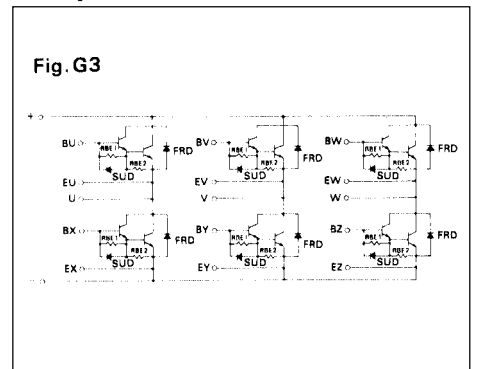 Fig.G3
+
BU RBE1 RBE2 FRD BV RBE1 RBE2 FRD BW RBE1 RBE2 FRD
SUD SUD SUD
EU EV EW
U V W
BX RBE1 RBE2 FRD BY RBE1 RBE2 FRD BZ RBE1 RBE2 FRD
SUD SUD SUD
EX EY EZ
-